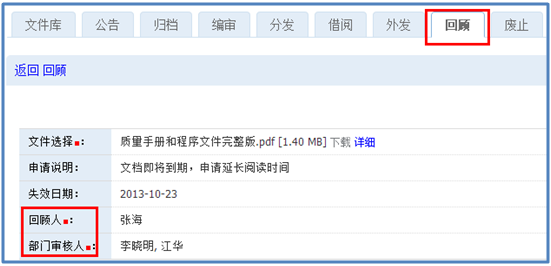 文件库 公告 归档 编审 分发 借阅 外发 回顾 废止
返回 回顾
文件选择■: 质量手册和程序文件完整版.pdf [1.40 MB] 下载 详细
申请说明: 文档即将到期，申请延长阅读时间
失效日期: 2013-10-23
回顾人■: 张海
部门审核人■: 李晓明, 江华